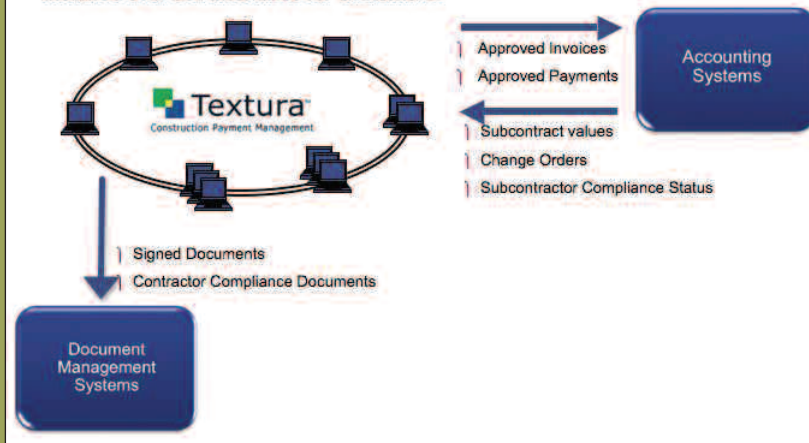 Textura™
Construction Payment Management
Approved Invoices
Approved Payments
Accounting
Systems
Subcontract values
Change Orders
Subcontractor Compliance Status
Signed Documents
Contractor Compliance Documents
Document
Management
Systems